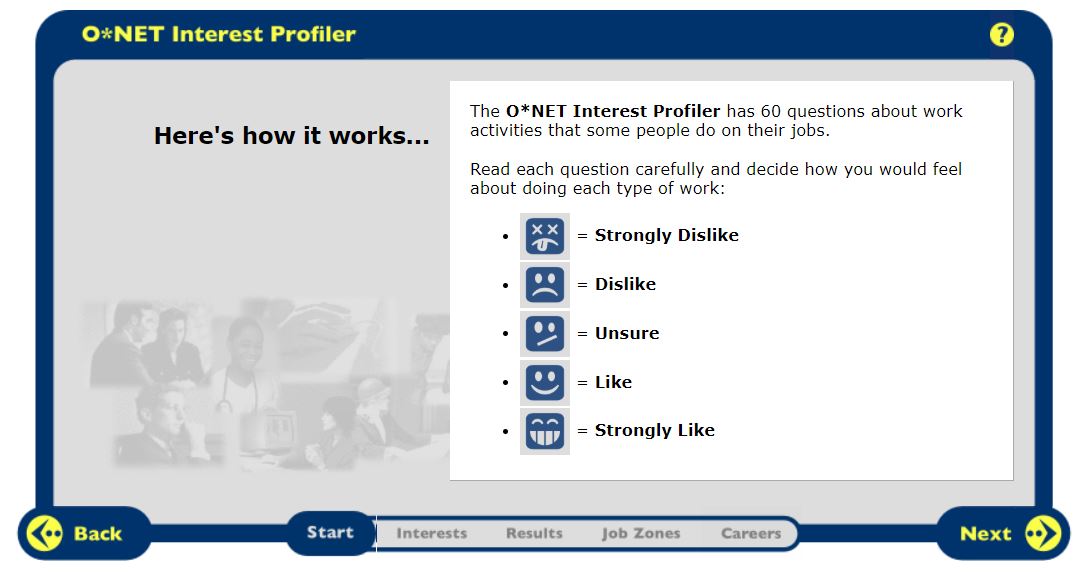 O*NET Interest Profiler
?
Here's how it works...
The O*NET Interest Profiler has 60 questions about work
activities that some people do on their jobs.
Read each question carefully and decide how you would feel
about doing each type of work:
= Strongly Dislike
= Dislike
= Unsure
= Like
= Strongly Like
Back
Start
Interests
Results
Job Zones
Careers
Next